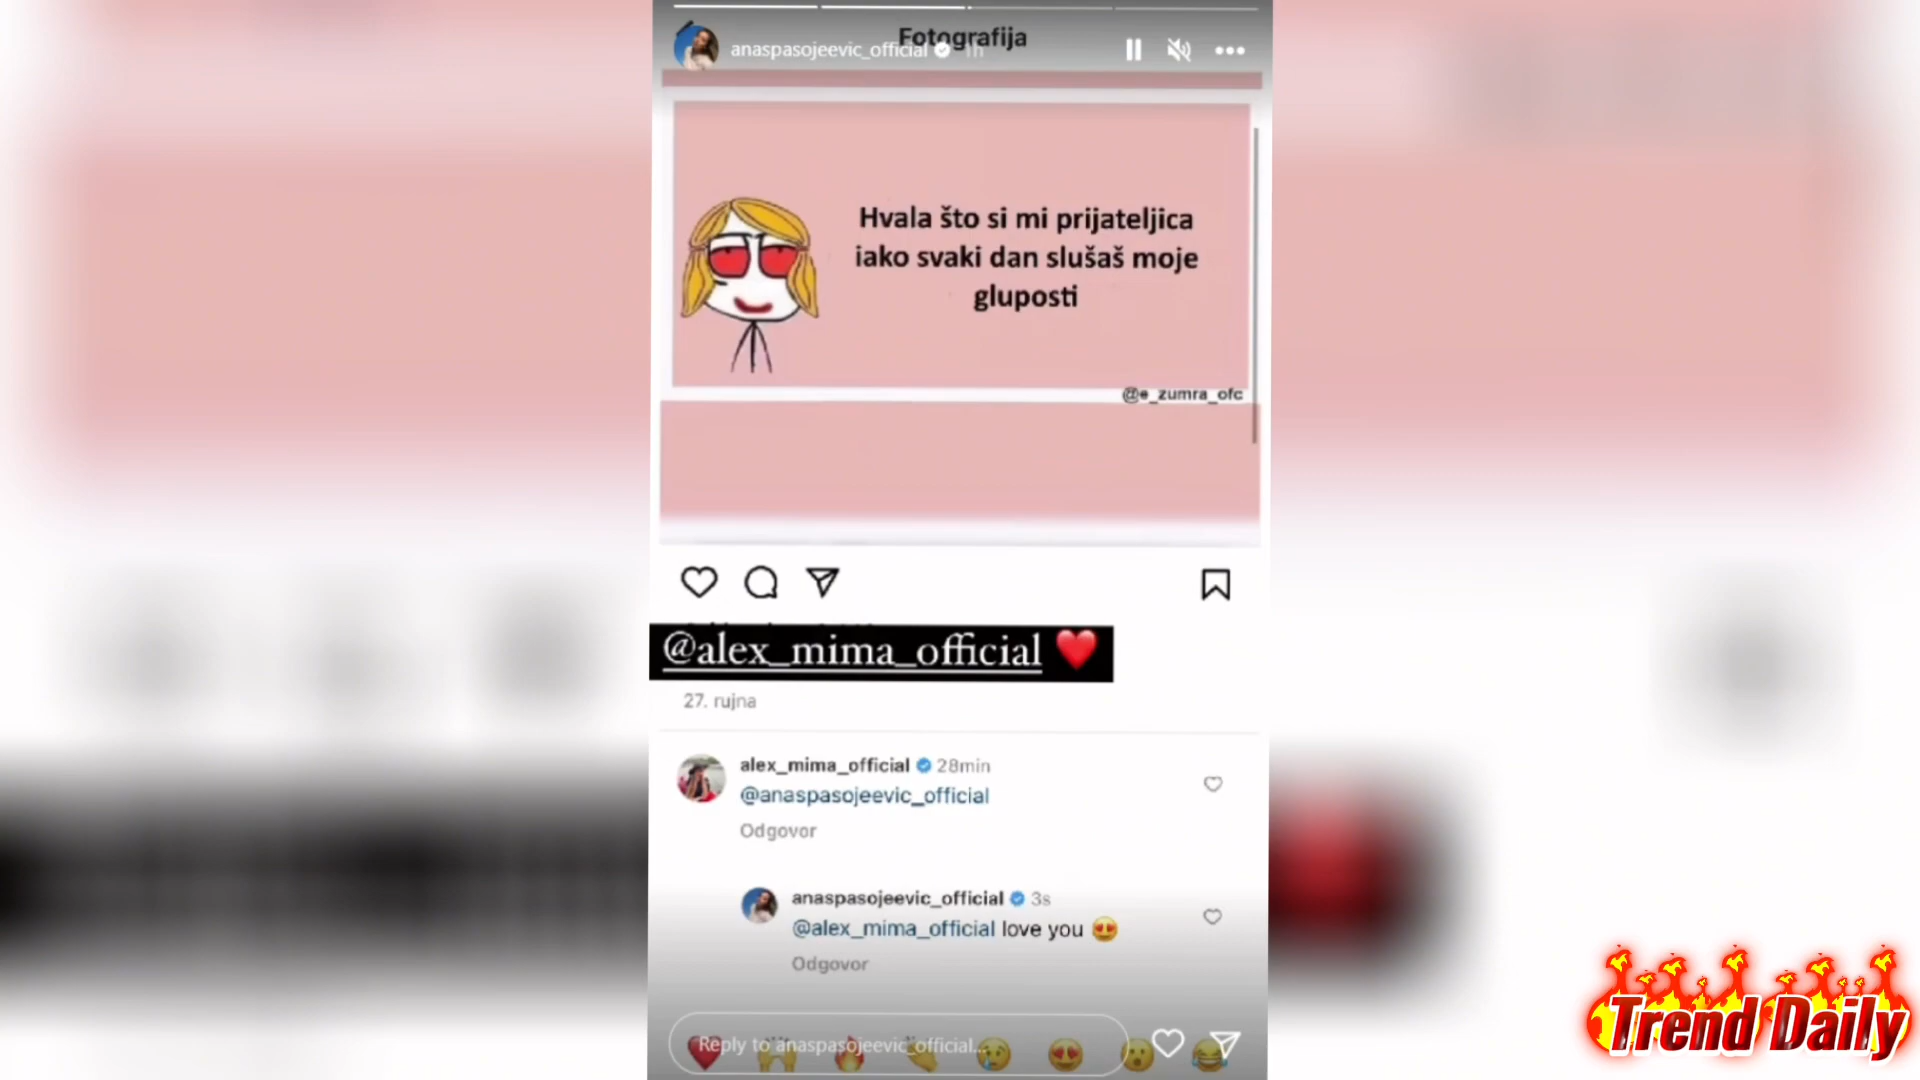 Fotografija
anaspasojeevic_official 1h
Hvala što si mi prijateljica
iako svaki dan slušaš moje
gluposti
@e_zumra_ofc
@alex_mima_official ❤️
27. rujna
alex_mima_official 28min
@anaspasojeevic_official
Odgovor
anaspasojeevic_official 3s
@alex_mima_official love you 😍
Odgovor
Reply to anaspasojeevic_official...
Trend Daily